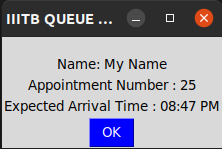 IIITB QUEUE ...
Name: My Name
Appointment Number : 25
Expected Arrival Time : 08:47 PM
OK